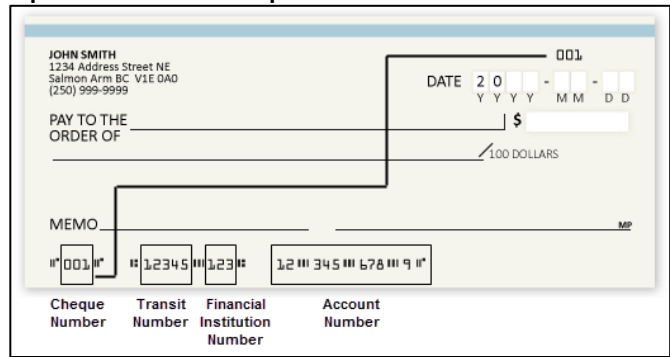 JOHN SMITH
1234 Address Street NE
Salmon Arm BC V1E 0A0
(250) 999-9999
001
DATE 2 0 - -
Y Y Y Y M M D D
PAY TO THE
ORDER OF
$
/100 DOLLARS
MEMO
MP
⑈001⑈ ⑆12345⑉123⑆ 12⑉345⑉678⑉9⑈
Cheque Number
Transit Number
Financial Institution Number
Account Number